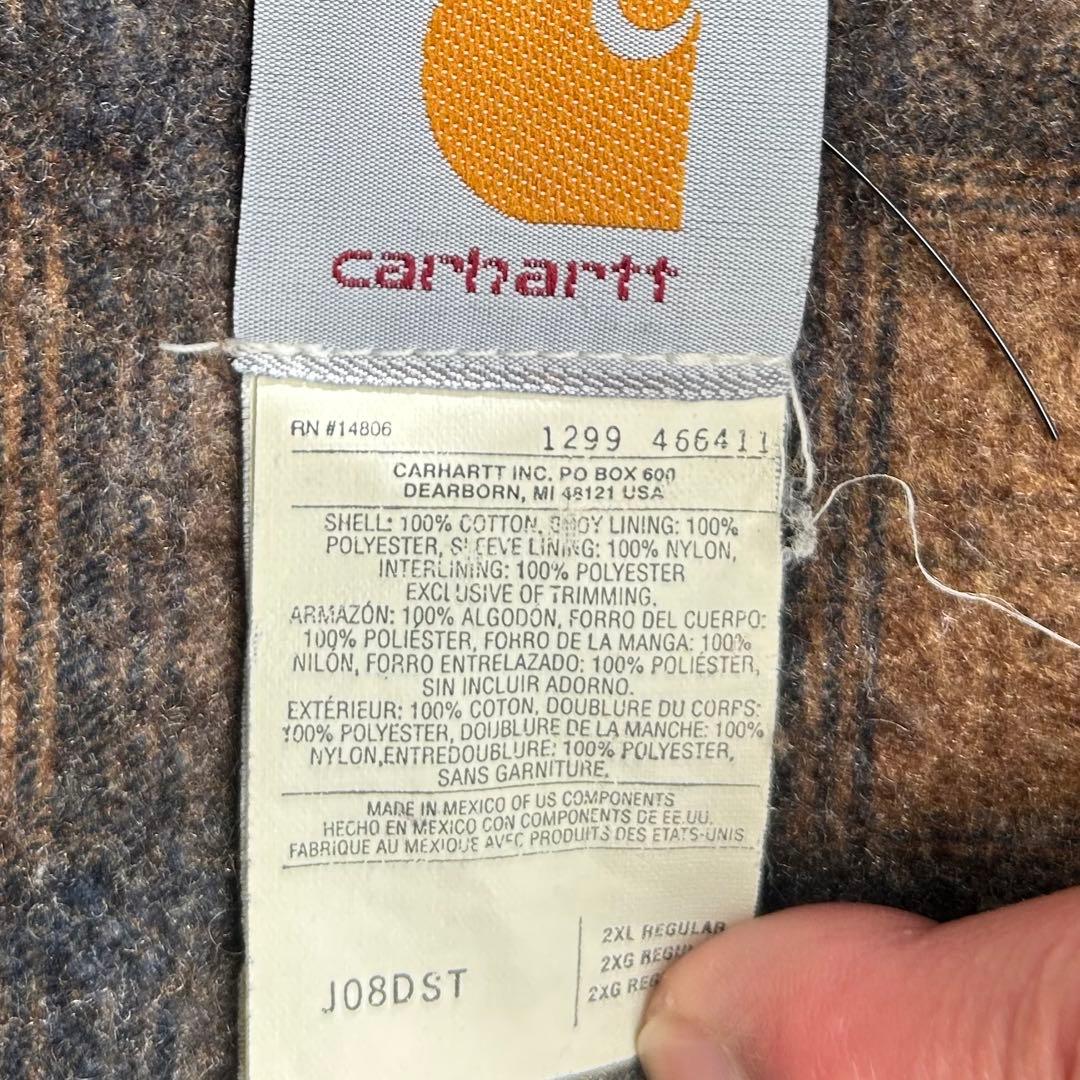 carhartt
RN #14806
1299 466411
CARHARTT INC. PO BOX 600
DEARBORN, MI 48121 USA
SHELL: 100% COTTON, BODY LINING: 100%
POLYESTER, SLEEVE LINING: 100% NYLON,
INTERLINING: 100% POLYESTER
EXCLUSIVE OF TRIMMING.
ARMAZÓN: 100% ALGODÓN, FORRO DEL CUERPO:
100% POLIÉSTER, FORRO DE LA MANGA: 100%
NILÓN, FORRO ENTRELAZADO: 100% POLIÉSTER,
SIN INCLUIR ADORNO.
EXTÉRIEUR: 100% COTON, DOUBLURE DU CORPS:
100% POLYESTER, DOUBLURE DE LA MANCHE: 100%
NYLON,ENTREDOUBLURE: 100% POLYESTER,
SANS GARNITURE.
MADE IN MEXICO OF US COMPONENTS
HECHO EN MEXICO CON COMPONENTS DE EE.UU.
FABRIQUE AU MEXIQUE AVEC PRODUITS DES ETATS-UNIS.
J08DST
2XL REGULAR
2XG
2XG